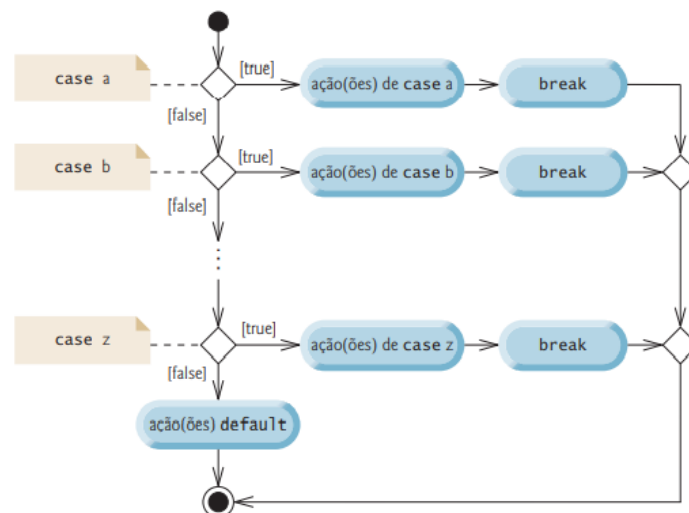 case a
[true]
ação(ões) de case a
break
[false]
case b
[true]
ação(ões) de case b
break
[false]
case z
[true]
ação(ões) de case z
break
[false]
ação(ões) default